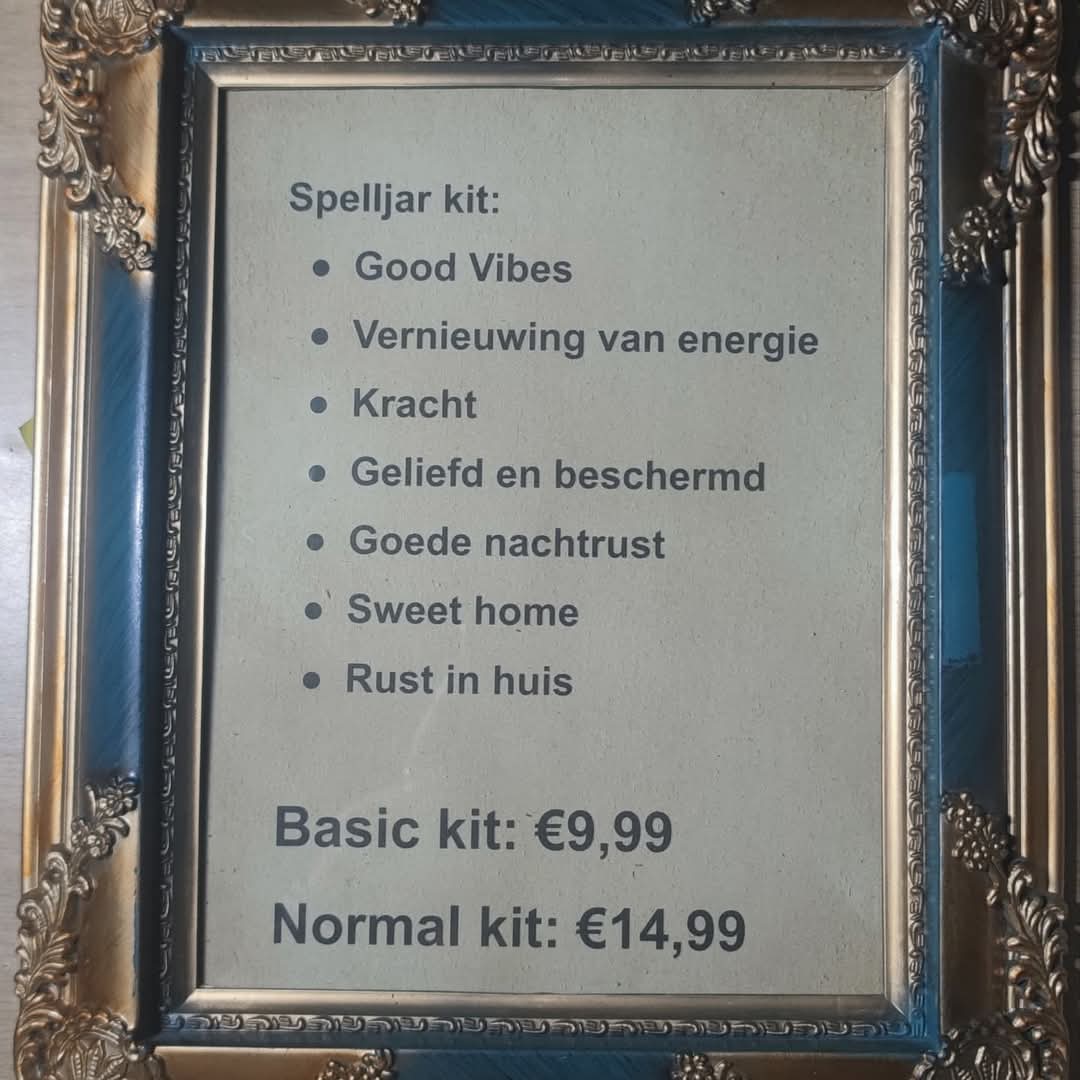 Spelljar kit:
• Good Vibes
• Vernieuwing van energie
• Kracht
• Geliefd en beschermd
• Goede nachtrust
• Sweet home
• Rust in huis
Basic kit: €9,99
Normal kit: €14,99